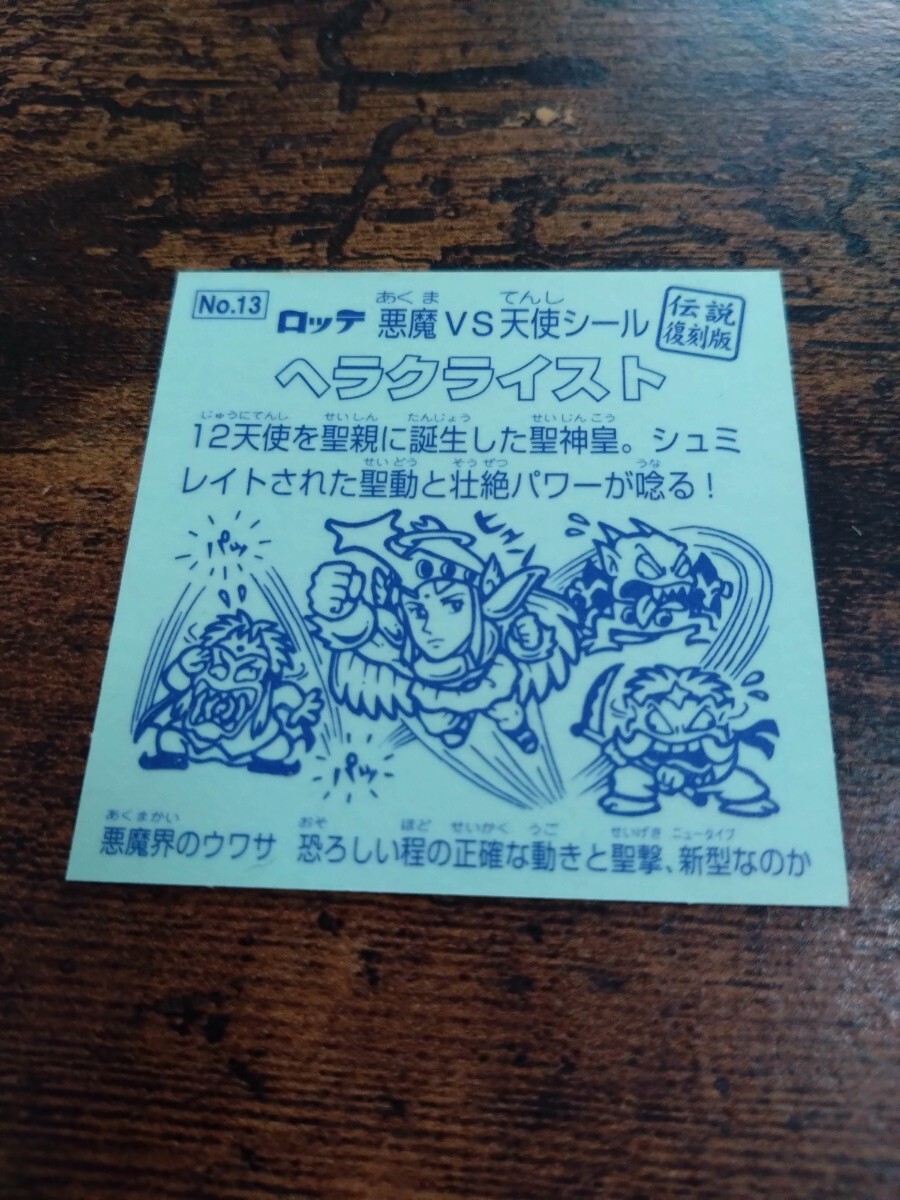 No.13
ロッテ 悪魔VS天使シール
あくま てんし
伝説
復刻版
ヘラクライスト
じゅうにてんし せいしん たんじょう せいじんこう
12天使を聖親に誕生した聖神皇。シュミ
せいどう そうぜつ うな
レイトされた聖動と壮絶パワーが唸る!
パッ
ヒュン
パッ
あくまかい おそ ほど せいかく うご せいげき ニュータイプ
悪魔界のウワサ 恐ろしい程の正確な動きと聖撃、新型なのか